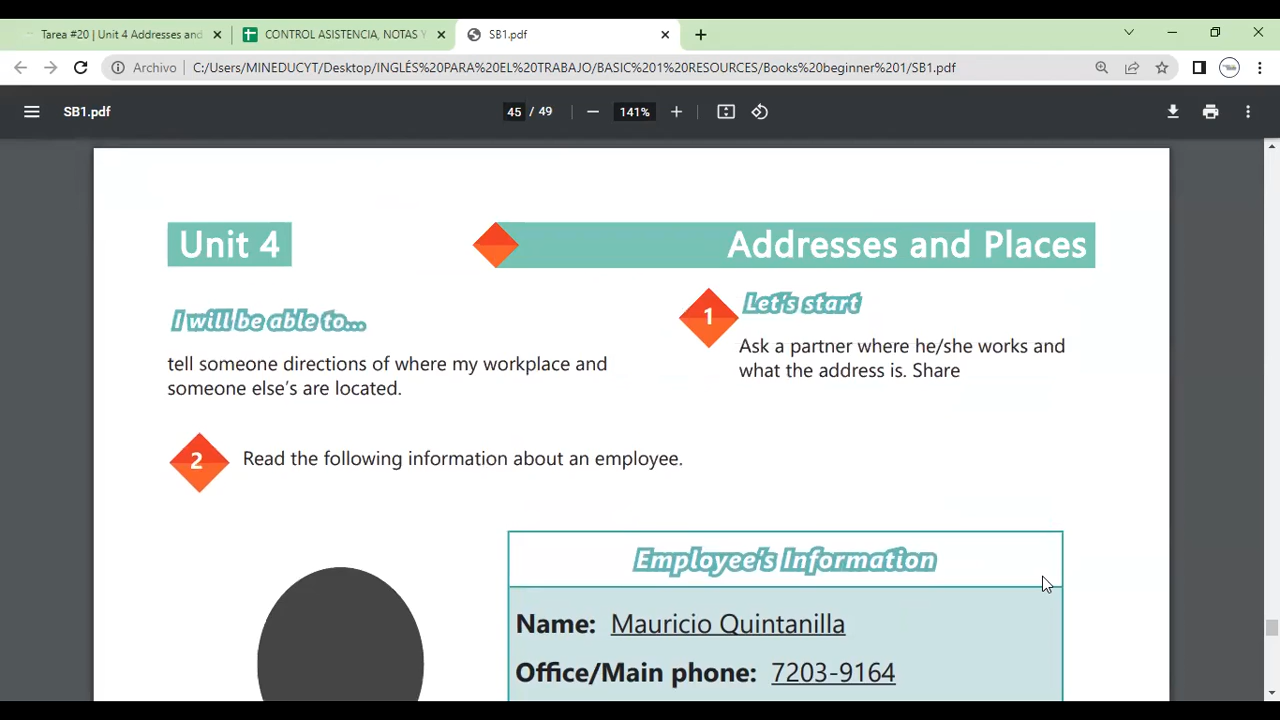 Tarea #20 | Unit 4 Addresses and
CONTROL ASISTENCIA, NOTAS Y
SB1.pdf
Archivo
C:/Users/MINEDUCYT/Desktop/INGLÉS%20PARA%20EL%20TRABAJO/BASIC%201%20RESOURCES/Books%20beginner%201/SB1.pdf
SB1.pdf
45 / 49
141%
Unit 4
Addresses and Places
I will be able to...
tell someone directions of where my workplace and
someone else's are located.
1
Let's start
Ask a partner where he/she works and
what the address is. Share
2
Read the following information about an employee.
Employee's Information
Name: Mauricio Quintanilla
Office/Main phone: 7203-9164